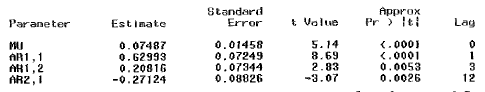 Standard Approx
Parameter Estimate Error t Value Pr > |t| Lag
MU 0.07487 0.01458 5.14 <.0001 0
AR1,1 0.62993 0.07249 8.69 <.0001 1
AR1,2 0.20816 0.07344 2.83 0.0053 3
AR2,1 -0.27124 0.08826 -3.07 0.0026 12